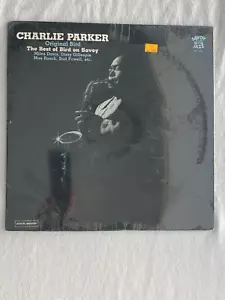 CHARLIE PARKER
Original Bird
The Best of Bird on Savoy
Miles Davis, Dizzy Gillespie
Max Roach, Bud Powell, etc.